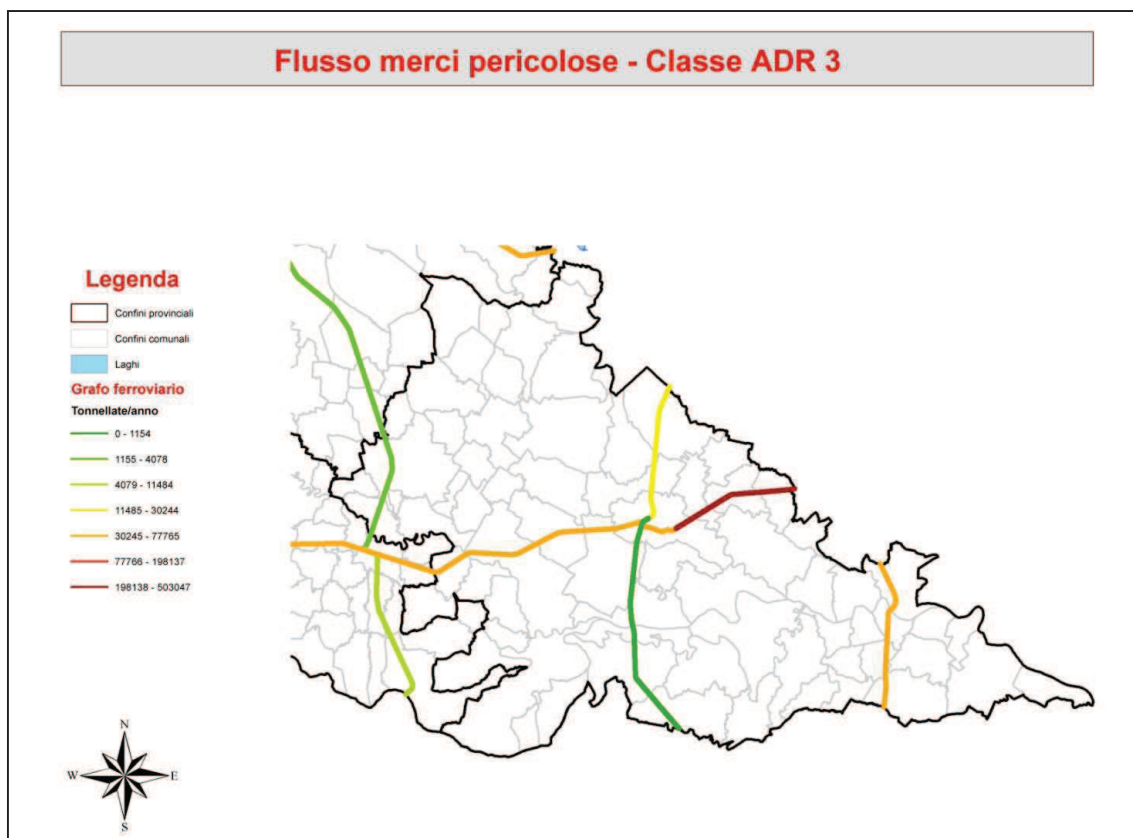 Flusso merci pericolose - Classe ADR 3
Legenda
Confini provinciali
Confini comunali
Laghi
Grafo ferroviario
Tonnellate/anno
0 - 1154
1155 - 4078
4079 - 11484
11485 - 30244
30245 - 77765
77766 - 198137
198138 - 503047
N
W
E
S